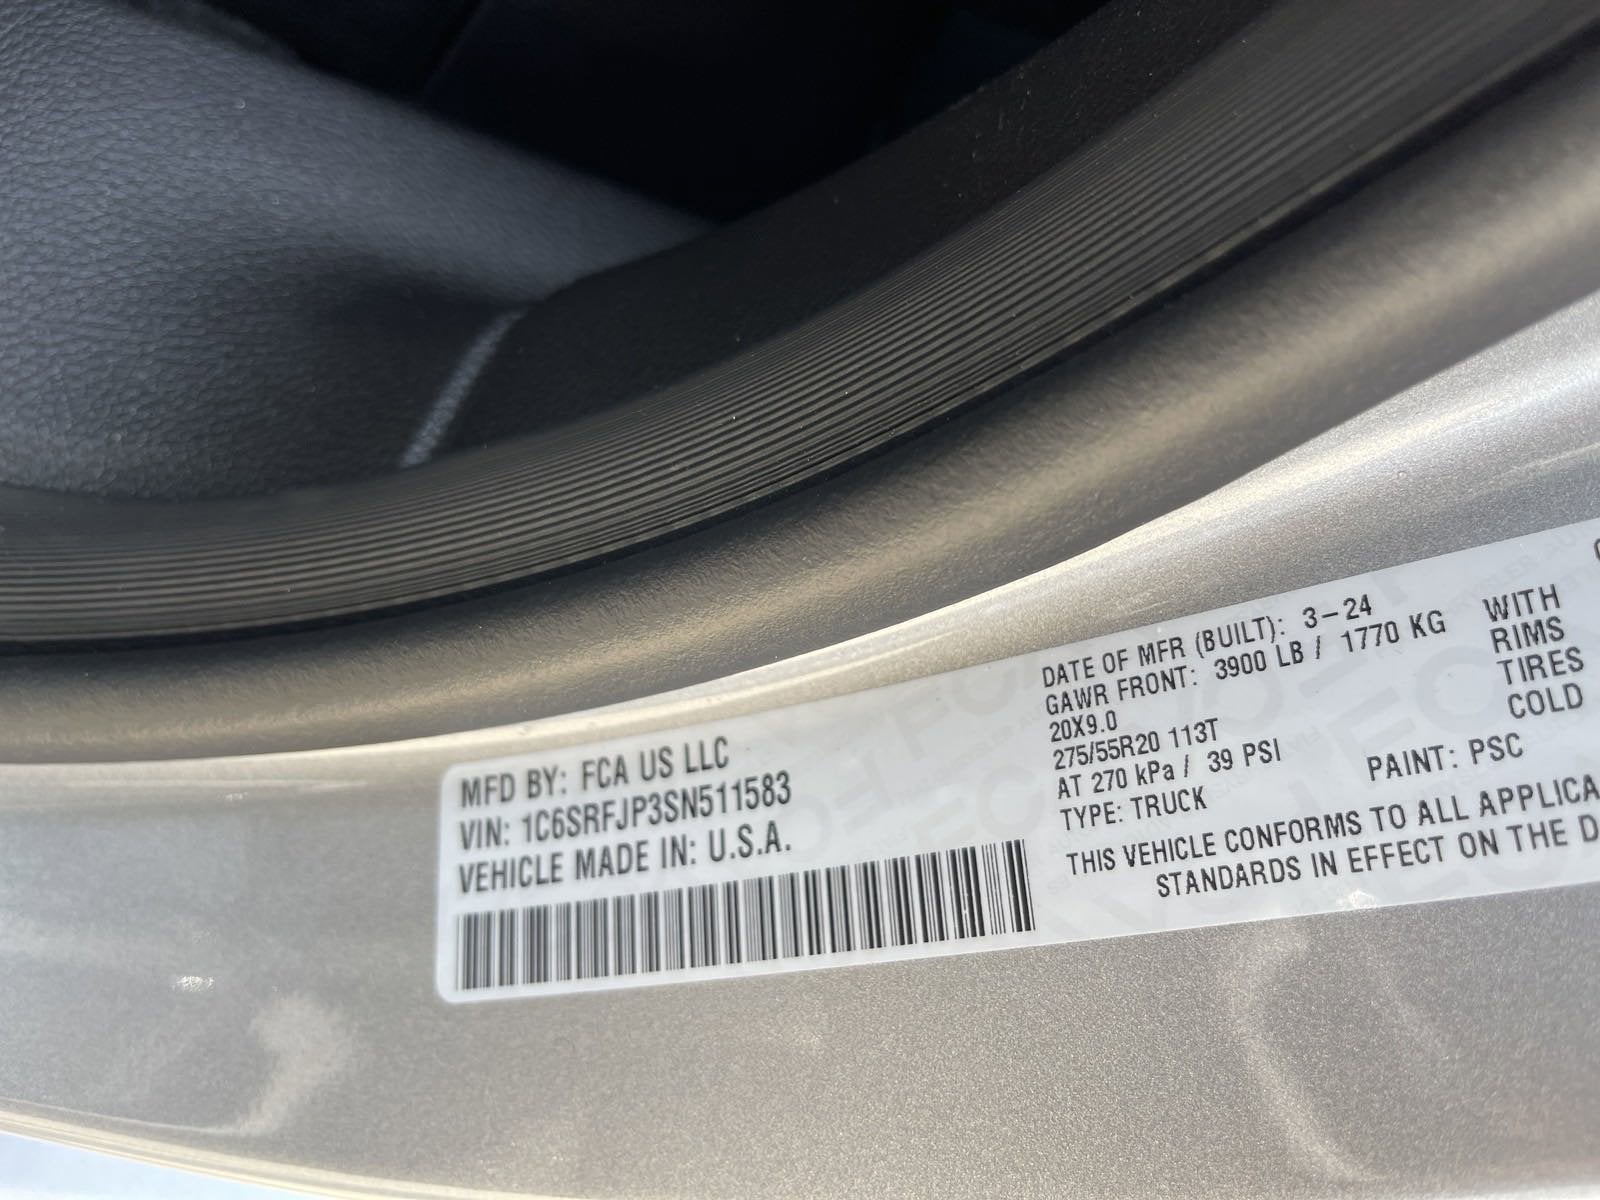 MFD BY: FCA US LLC
VIN: 1C6SRFJP3SN511583
VEHICLE MADE IN: U.S.A.
DATE OF MFR (BUILT): 3-24
GAWR FRONT: 3900 LB / 1770 KG WITH
20X9.0 RIMS
275/55R20 113T TIRES
AT 270 kPa / 39 PSI COLD
TYPE: TRUCK PAINT: PSC
THIS VEHICLE CONFORMS TO ALL APPLICA
STANDARDS IN EFFECT ON THE D